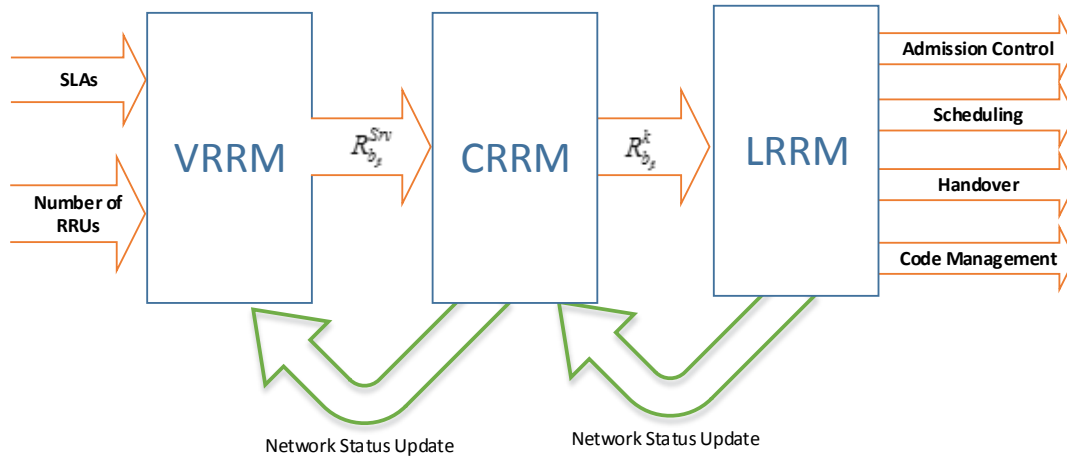 SLAs
Number of
RRUs
VRRM
R_{b_s}^{Srv}
CRRM
R_{b_s}^{k}
LRRM
Admission Control
Scheduling
Handover
Code Management
Network Status Update
Network Status Update